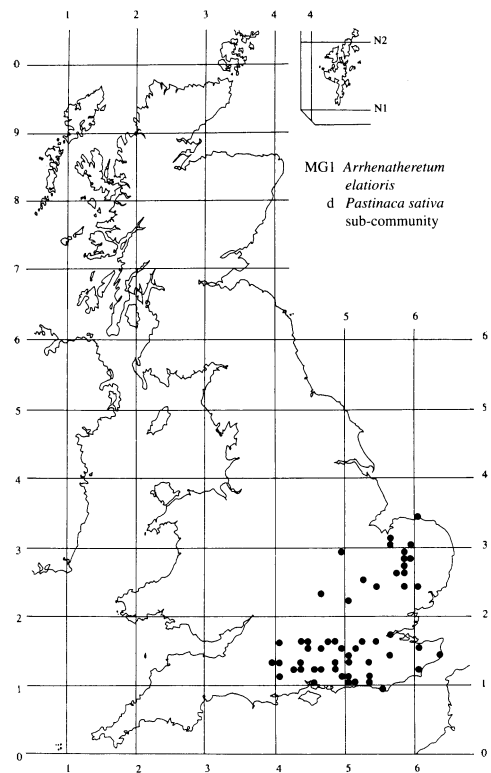 1 2 3 4 4
N2
0
N1
9
MG1 Arrhenatheretum
elatioris
8
d Pastinaca sativa
sub-community
7
5 6
6 6
5 5
4 4
3 3
2 2
1 1
0 0
1 2 3 4 5 6